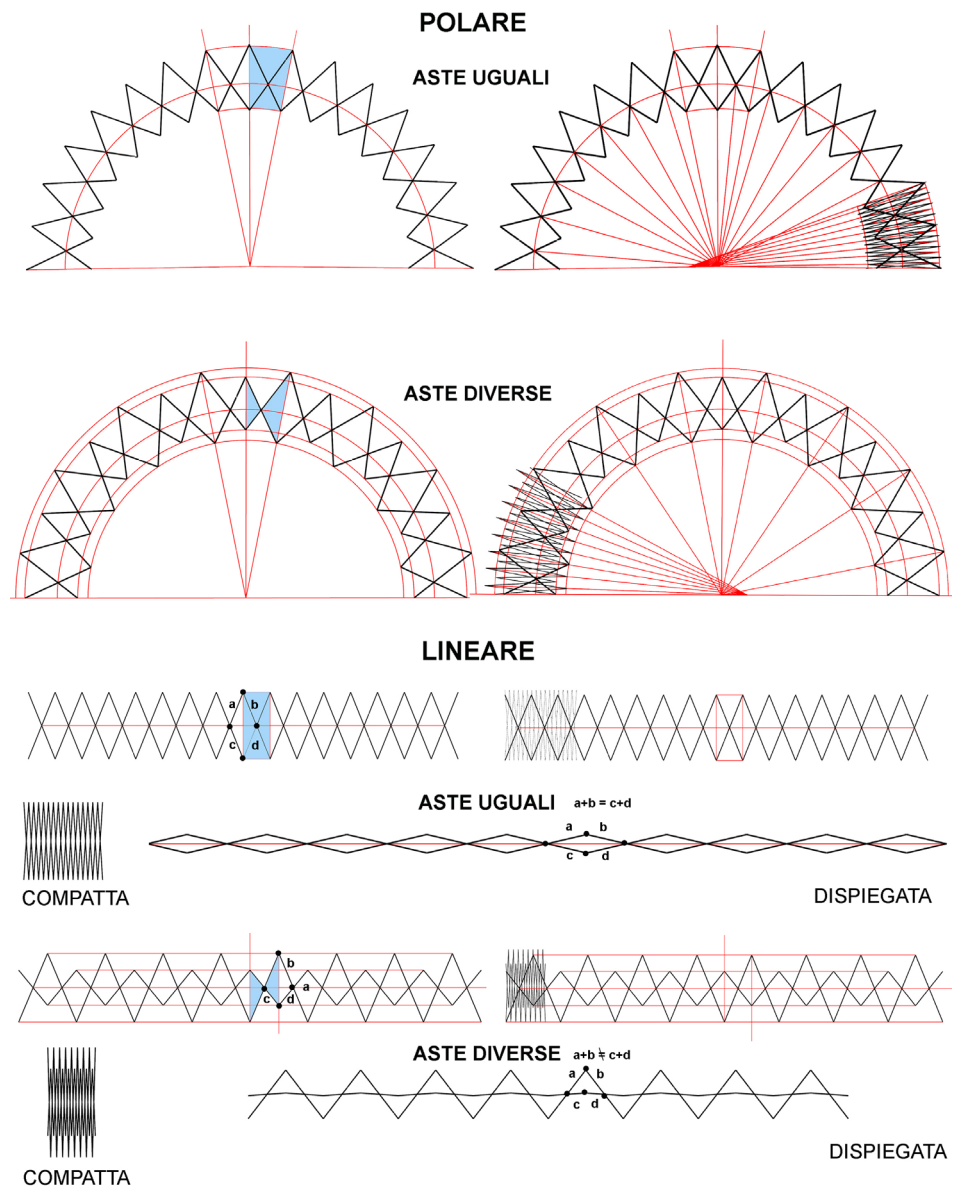 POLARE
ASTE UGUALI
ASTE DIVERSE
LINEARE
a b
c d
ASTE UGUALI a+b = c+d
a b
c d
COMPATTA
DISPIEGATA
b
a
c d
ASTE DIVERSE a+b ≠ c+d
a b
c d
COMPATTA
DISPIEGATA